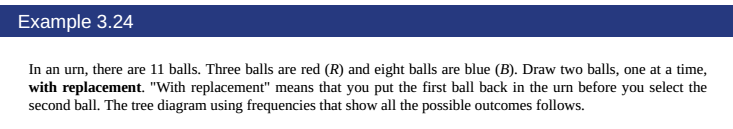 Example 3.24
In an urn, there are 11 balls. Three balls are red (R) and eight balls are blue (B). Draw two balls, one at a time,
with replacement. "With replacement" means that you put the first ball back in the urn before you select the
second ball. The tree diagram using frequencies that show all the possible outcomes follows.